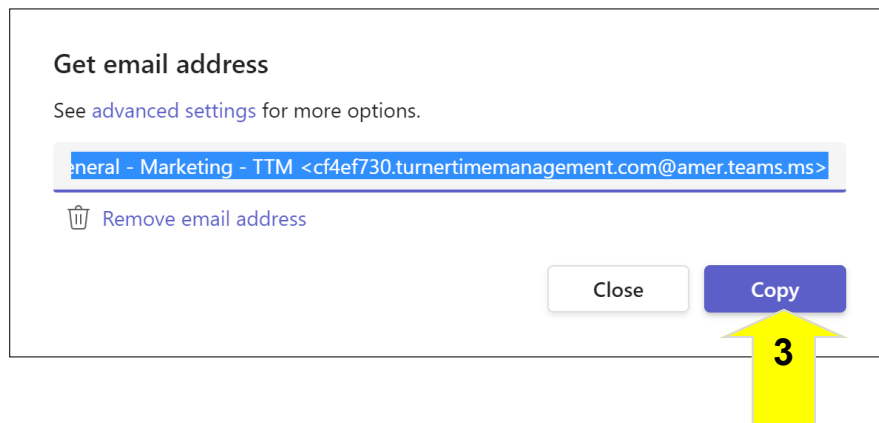 Get email address
See advanced settings for more options.
eneral - Marketing - TTM <cf4ef730.turnertimemanagement.com@amer.teams.ms>
Remove email address
Close Copy
3